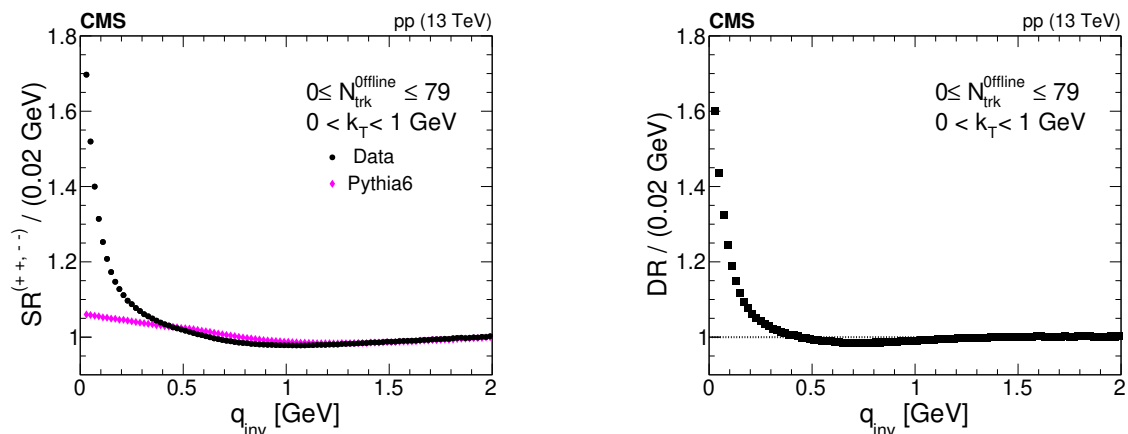 CMS
pp (13 TeV)
SR(+ +, - -) / (0.02 GeV)
1.8
1.6
1.4
1.2
1
0≤ N_trk^0ffline ≤ 79
0 < k_T < 1 GeV
Data
Pythia6
0
0.5
1
1.5
2
q_inv [GeV]
CMS
pp (13 TeV)
DR / (0.02 GeV)
1.8
1.6
1.4
1.2
1
0≤ N_trk^0ffline ≤ 79
0 < k_T < 1 GeV
0
0.5
1
1.5
2
q_inv [GeV]